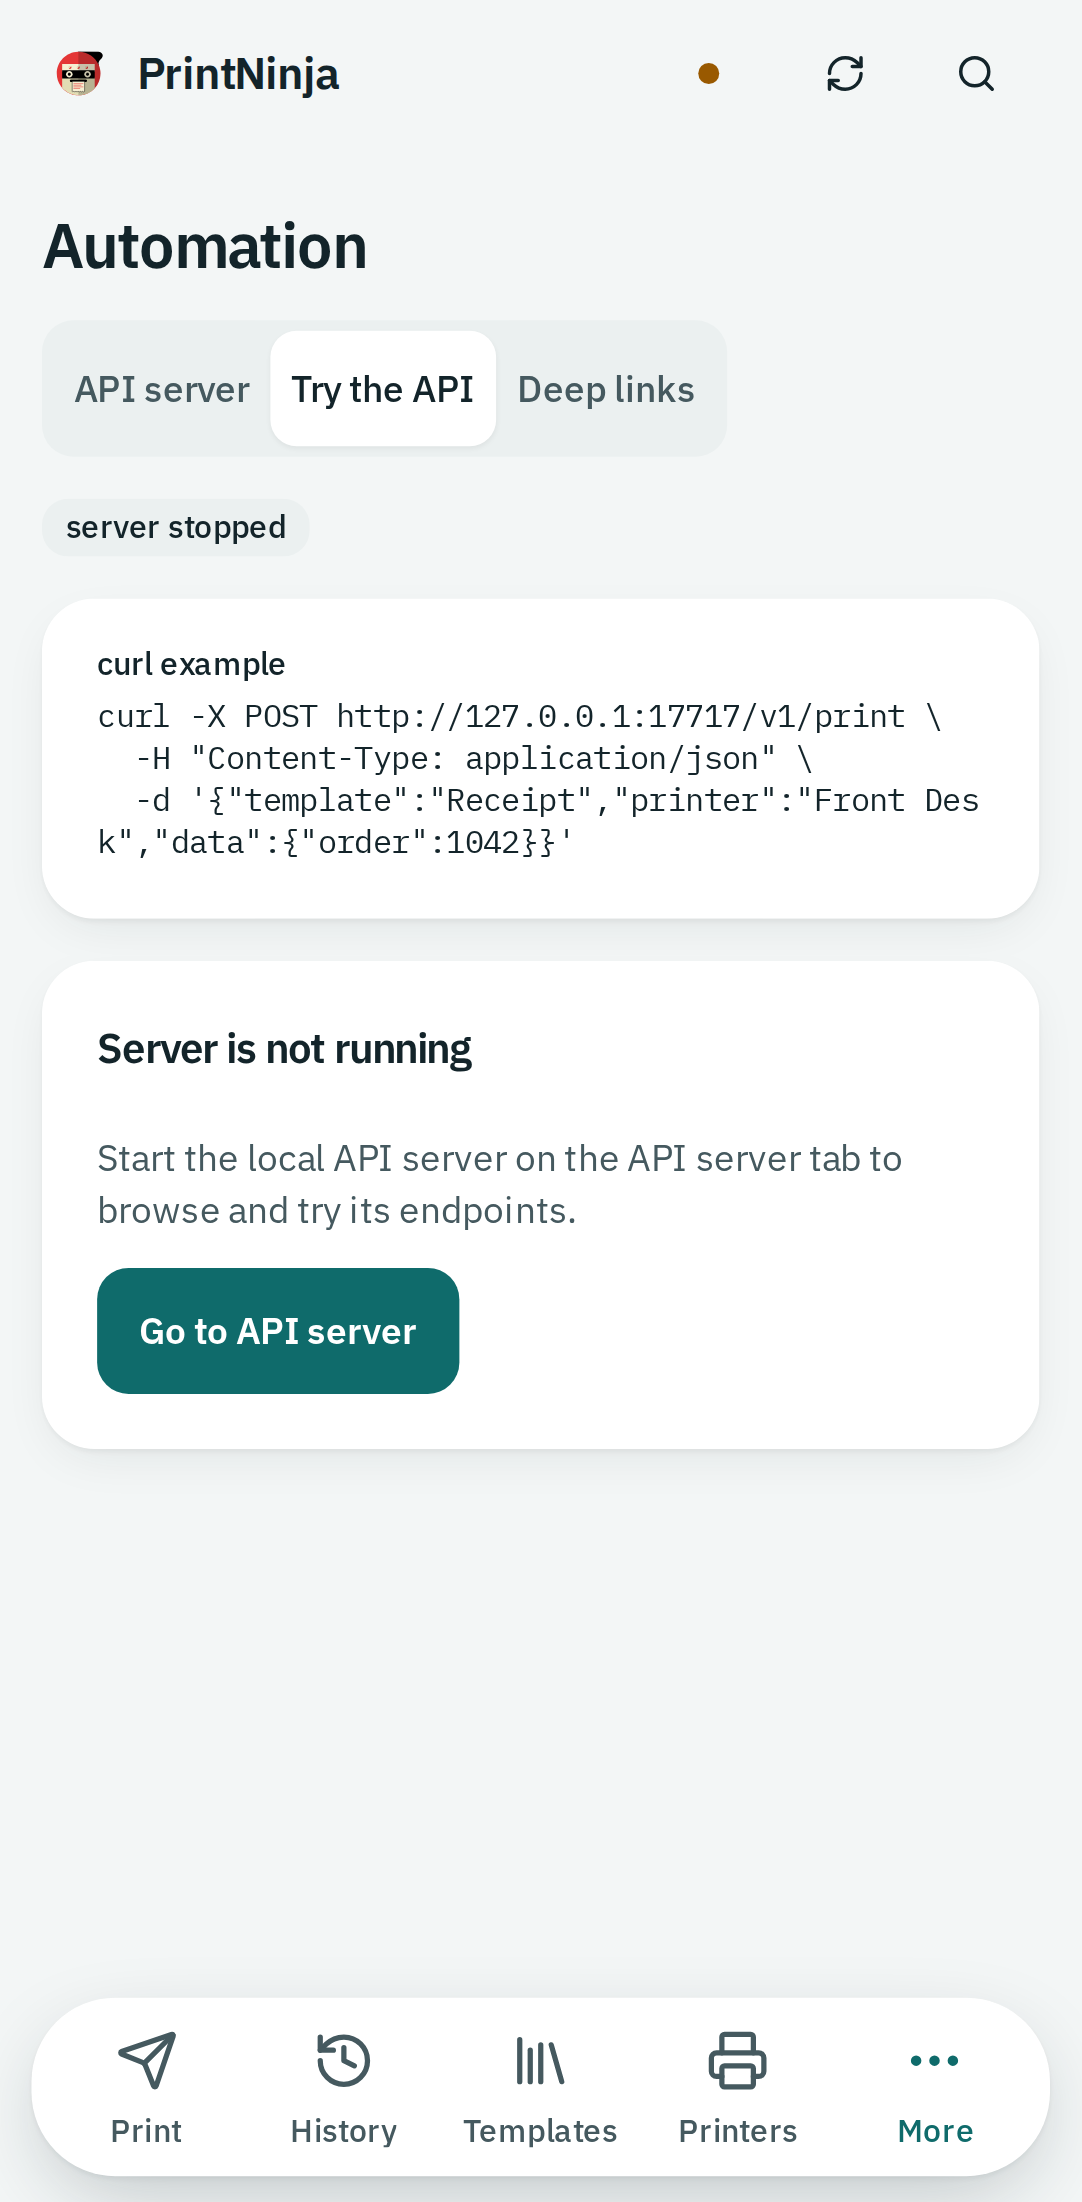 PrintNinja
Automation
API server
Try the API
Deep links
server stopped
curl example
curl -X POST http://127.0.0.1:17717/v1/print \
  -H "Content-Type: application/json" \
  -d '{"template":"Receipt","printer":"Front Des
k","data":{"order":1042}}'
Server is not running
Start the local API server on the API server tab to
browse and try its endpoints.
Go to API server
Print
History
Templates
Printers
More